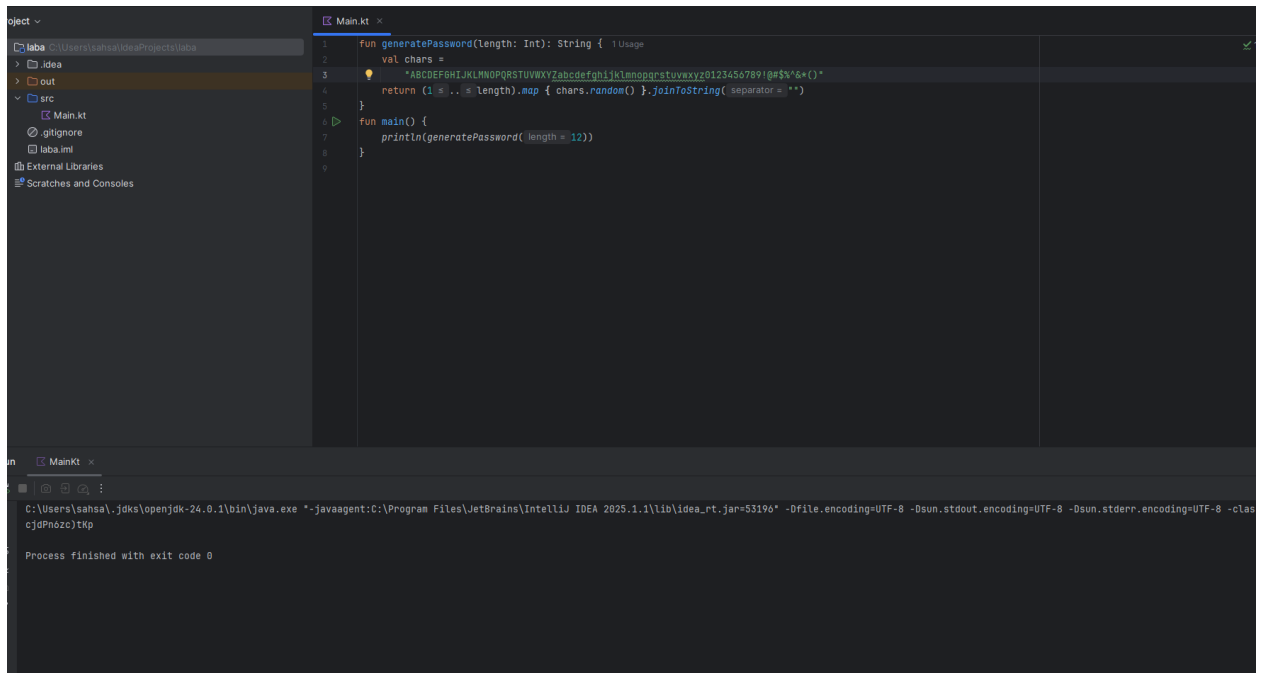 oject
Main.kt
laba C:\Users\sahsa\IdeaProjects\laba
.idea
out
src
Main.kt
.gitignore
laba.iml
External Libraries
Scratches and Consoles
1 fun generatePassword(length: Int): String { 1 Usage
2 val chars =
3 "ABCDEFGHIJKLMNOPQRSTUVWXYZabcdefghijklmnopqrstuvwxyz0123456789!@#$%^&*()"
4 return (1 ≤ .. ≤ length).map { chars.random() }.joinToString( separator = "")
5 }
6 fun main() {
7 println(generatePassword( length = 12))
8 }
9
un
MainKt
C:\Users\sahsa\.jdks\openjdk-24.0.1\bin\java.exe "-javaagent:C:\Program Files\JetBrains\IntelliJ IDEA 2025.1.1\lib\idea_rt.jar=53196" -Dfile.encoding=UTF-8 -Dsun.stdout.encoding=UTF-8 -Dsun.stderr.encoding=UTF-8 -clas
cjdPn6zc)tKp
Process finished with exit code 0